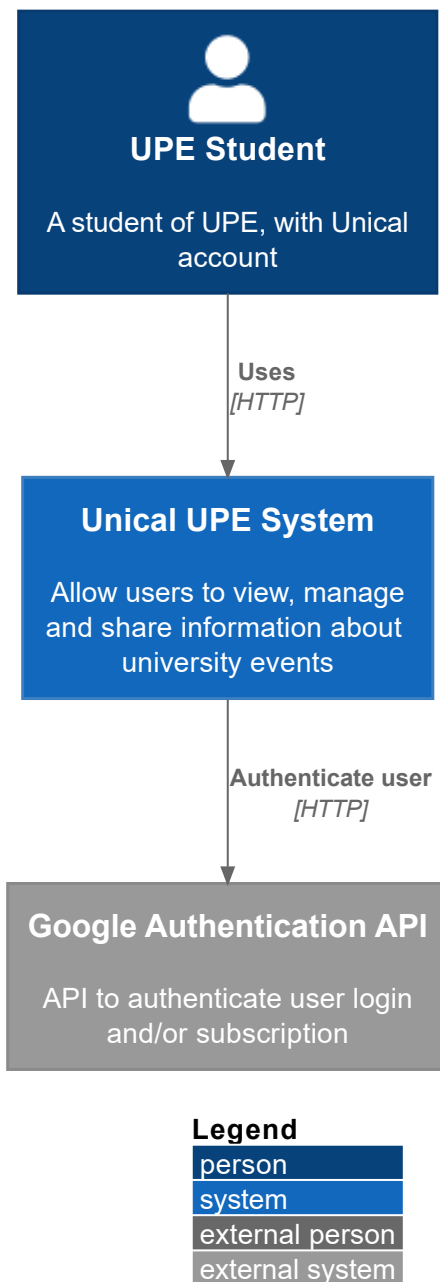 UPE Student
A student of UPE, with Unical
account
Uses
[HTTP]
Unical UPE System
Allow users to view, manage
and share information about
university events
Authenticate user
[HTTP]
Google Authentication API
API to authenticate user login
and/or subscription
Legend
person
system
external person
external system